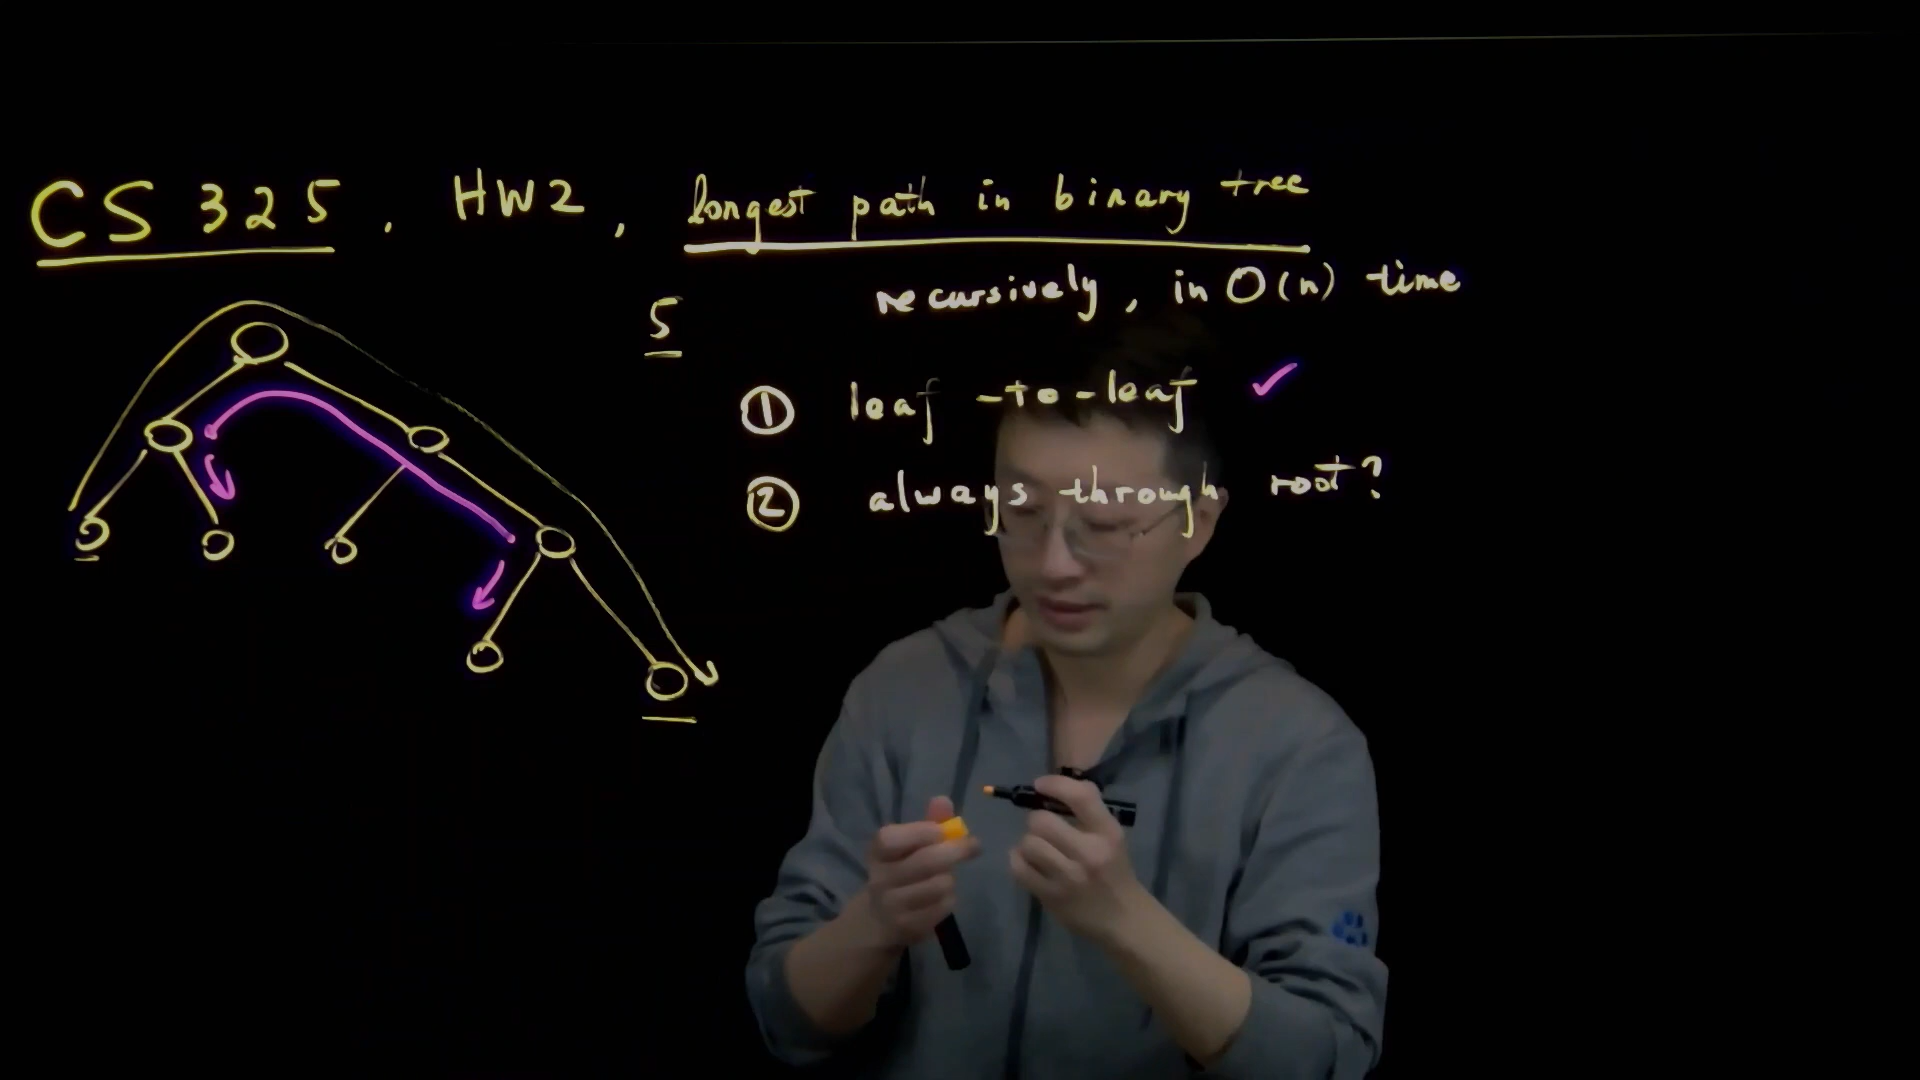 CS 325 , HW2 , longest path in binary tree
recursively , in O(n) time
5
① leaf-to-leaf ✓
② always through root?